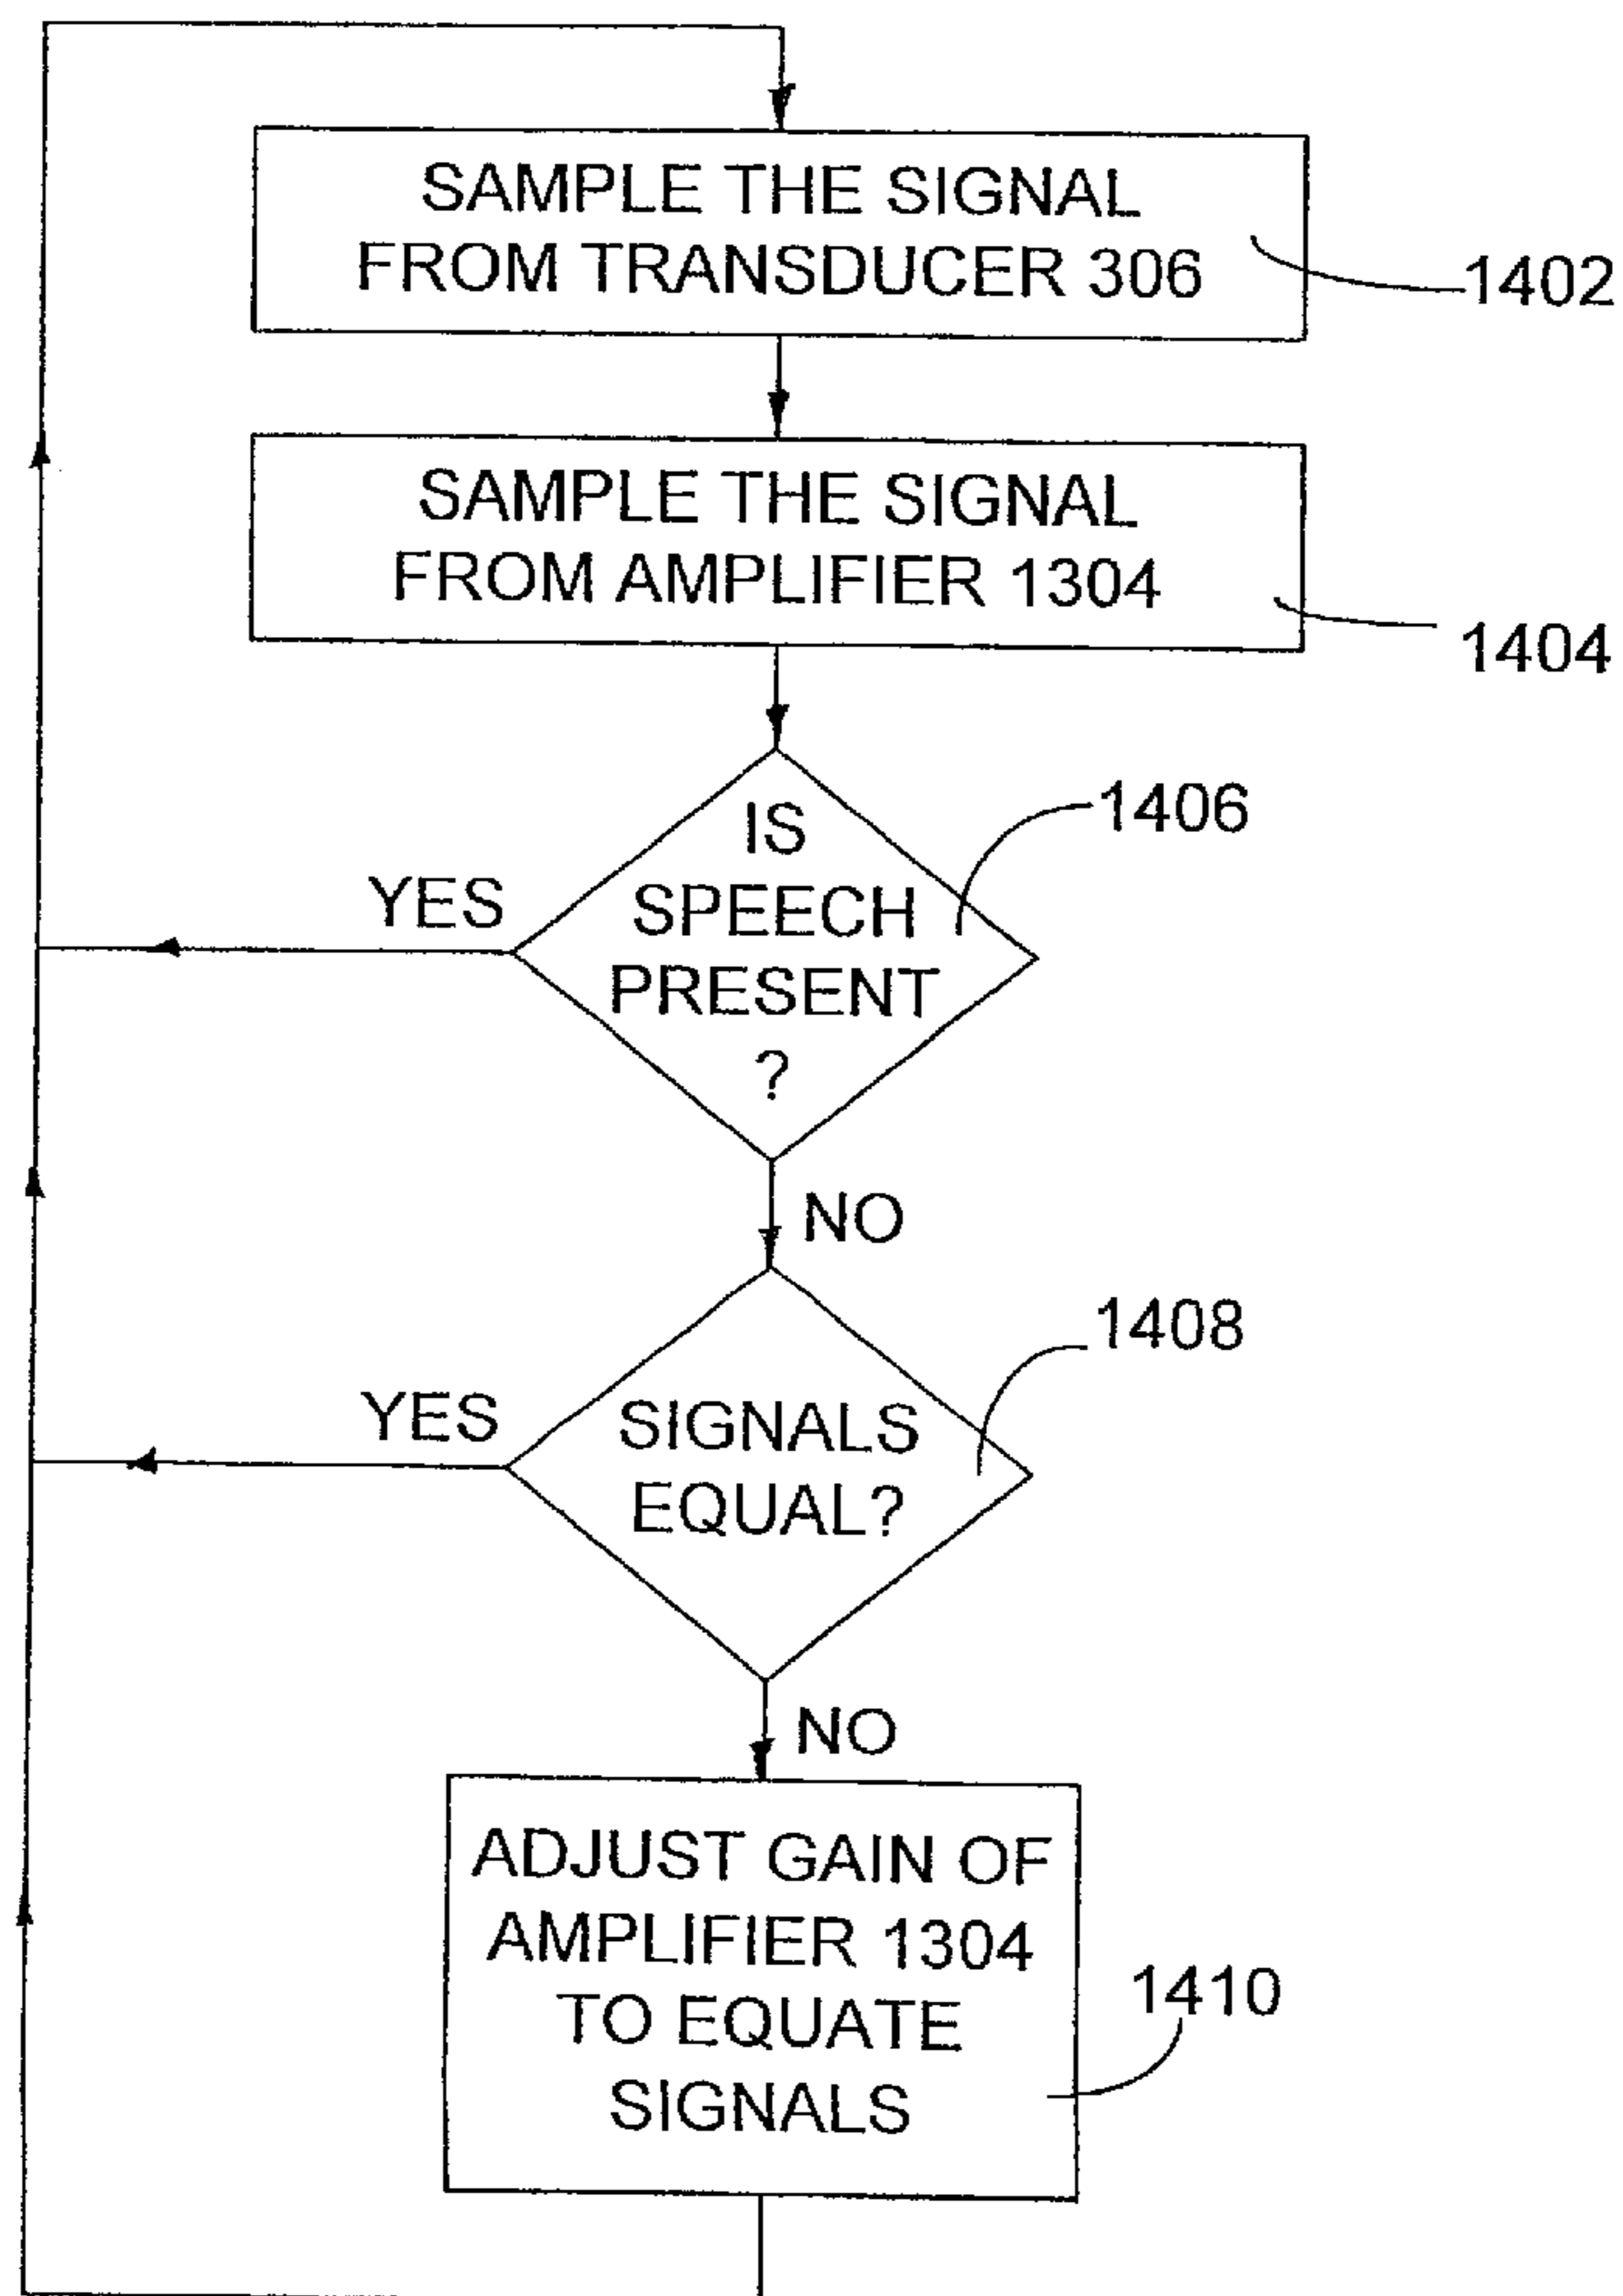 SAMPLE THE SIGNAL
FROM TRANSDUCER 306
1402
SAMPLE THE SIGNAL
FROM AMPLIFIER 1304
1404
IS
SPEECH
PRESENT
?
1406
YES
NO
SIGNALS
EQUAL?
1408
YES
NO
ADJUST GAIN OF
AMPLIFIER 1304
TO EQUATE
SIGNALS
1410